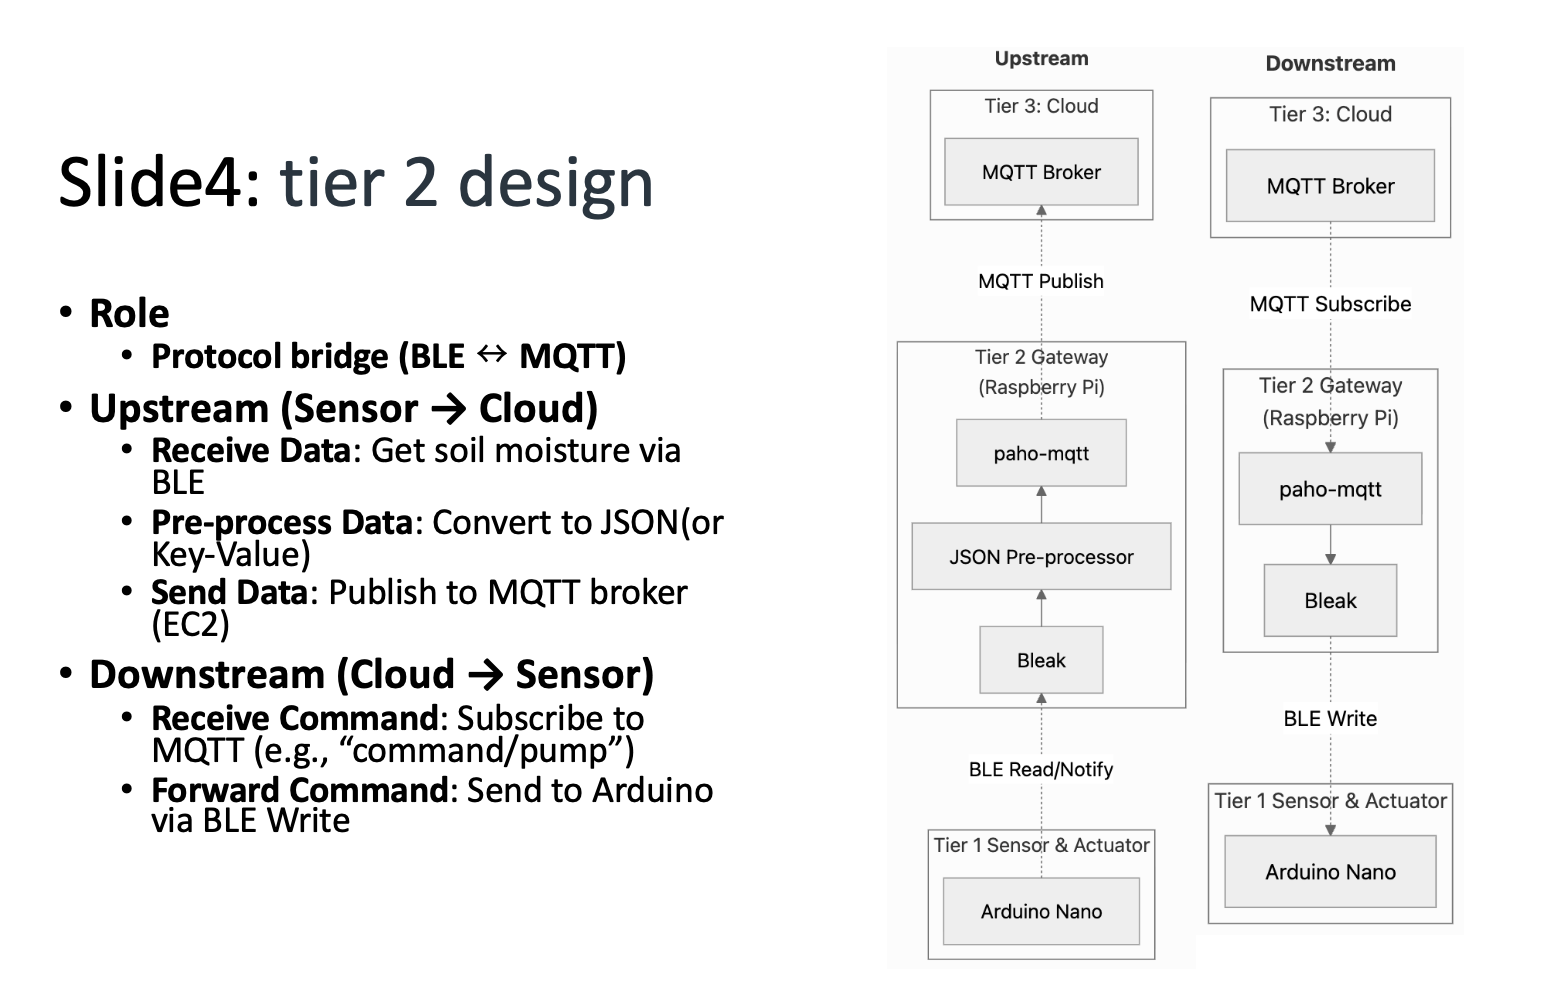 Slide4: tier 2 design
• Role
• Protocol bridge (BLE ↔ MQTT)
• Upstream (Sensor → Cloud)
• Receive Data: Get soil moisture via
BLE
• Pre-process Data: Convert to JSON(or
Key-Value)
• Send Data: Publish to MQTT broker
(EC2)
• Downstream (Cloud → Sensor)
• Receive Command: Subscribe to
MQTT (e.g., “command/pump”)
• Forward Command: Send to Arduino
via BLE Write
Upstream
Tier 3: Cloud
MQTT Broker
MQTT Publish
Tier 2 Gateway
(Raspberry Pi)
paho-mqtt
JSON Pre-processor
Bleak
BLE Read/Notify
Tier 1 Sensor & Actuator
Arduino Nano
Downstream
Tier 3: Cloud
MQTT Broker
MQTT Subscribe
Tier 2 Gateway
(Raspberry Pi)
paho-mqtt
Bleak
BLE Write
Tier 1 Sensor & Actuator
Arduino Nano